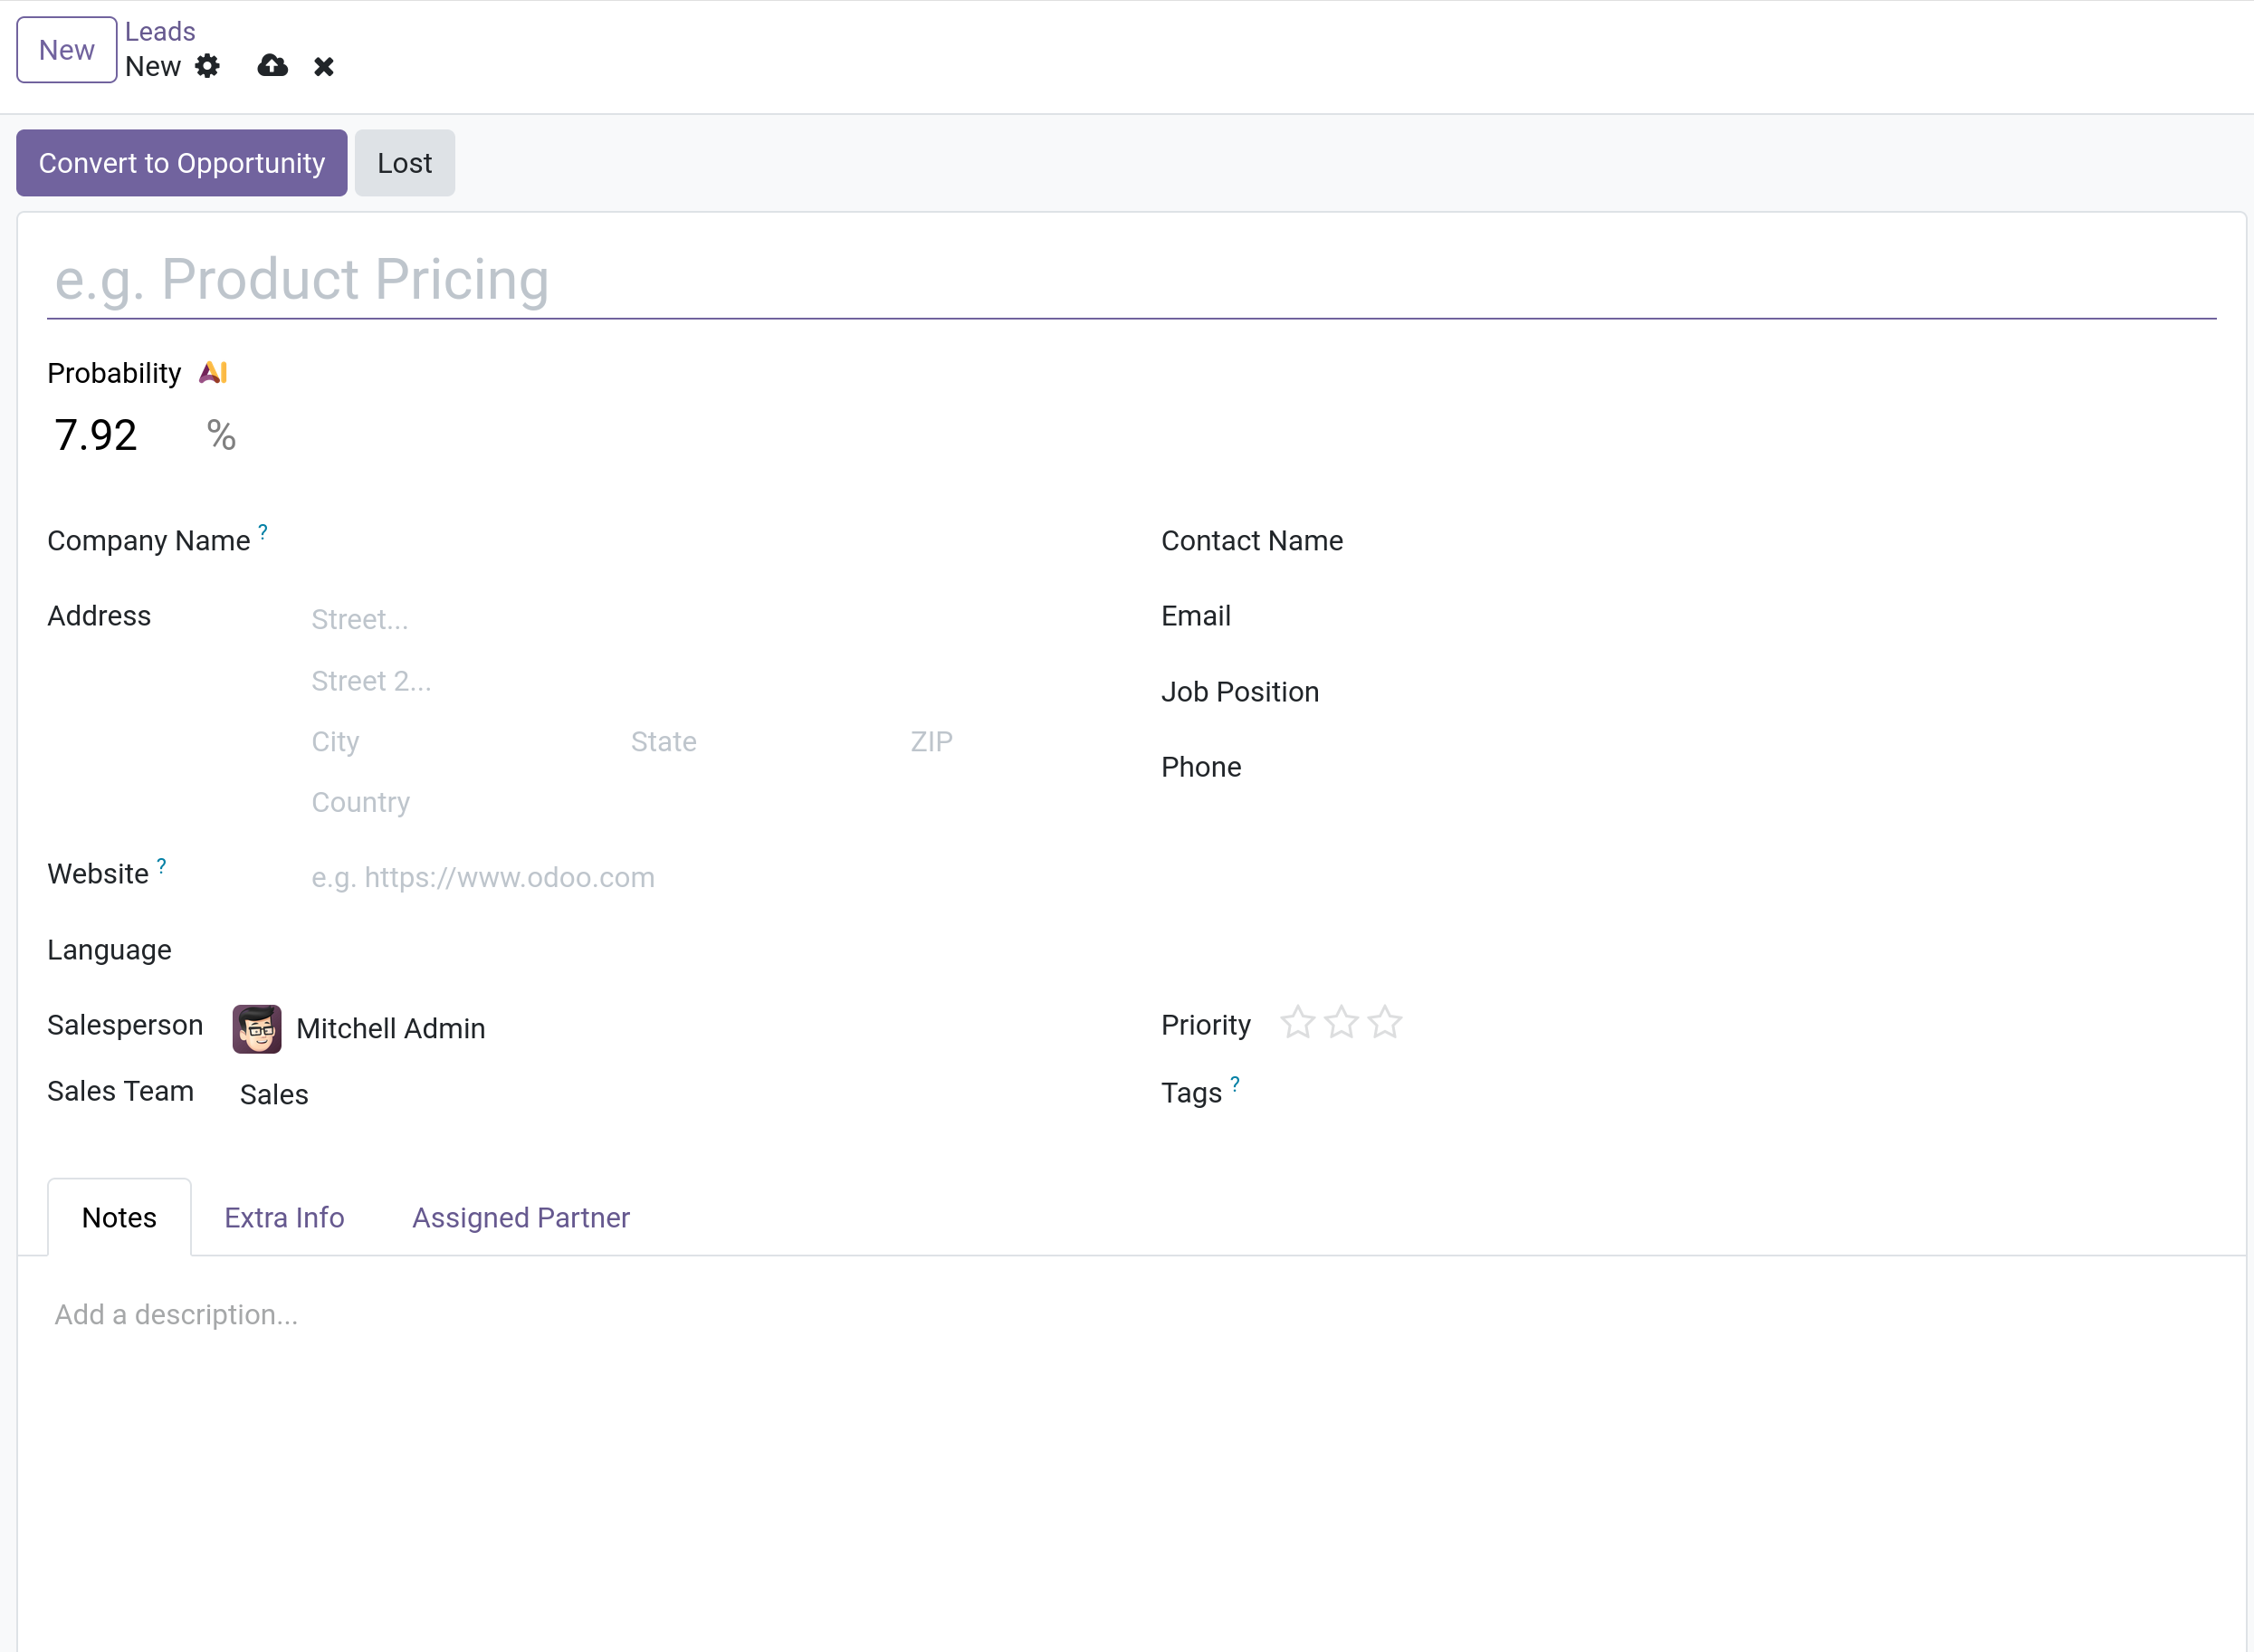 New
Leads
New
Convert to Opportunity
Lost
e.g. Product Pricing
Probability AI
7.92 %
Company Name ?
Contact Name
Address
Street...
Email
Street 2...
Job Position
City
State
ZIP
Phone
Country
Website ?
e.g. https://www.odoo.com
Language
Salesperson
Mitchell Admin
Priority
Sales Team
Sales
Tags ?
Notes
Extra Info
Assigned Partner
Add a description...